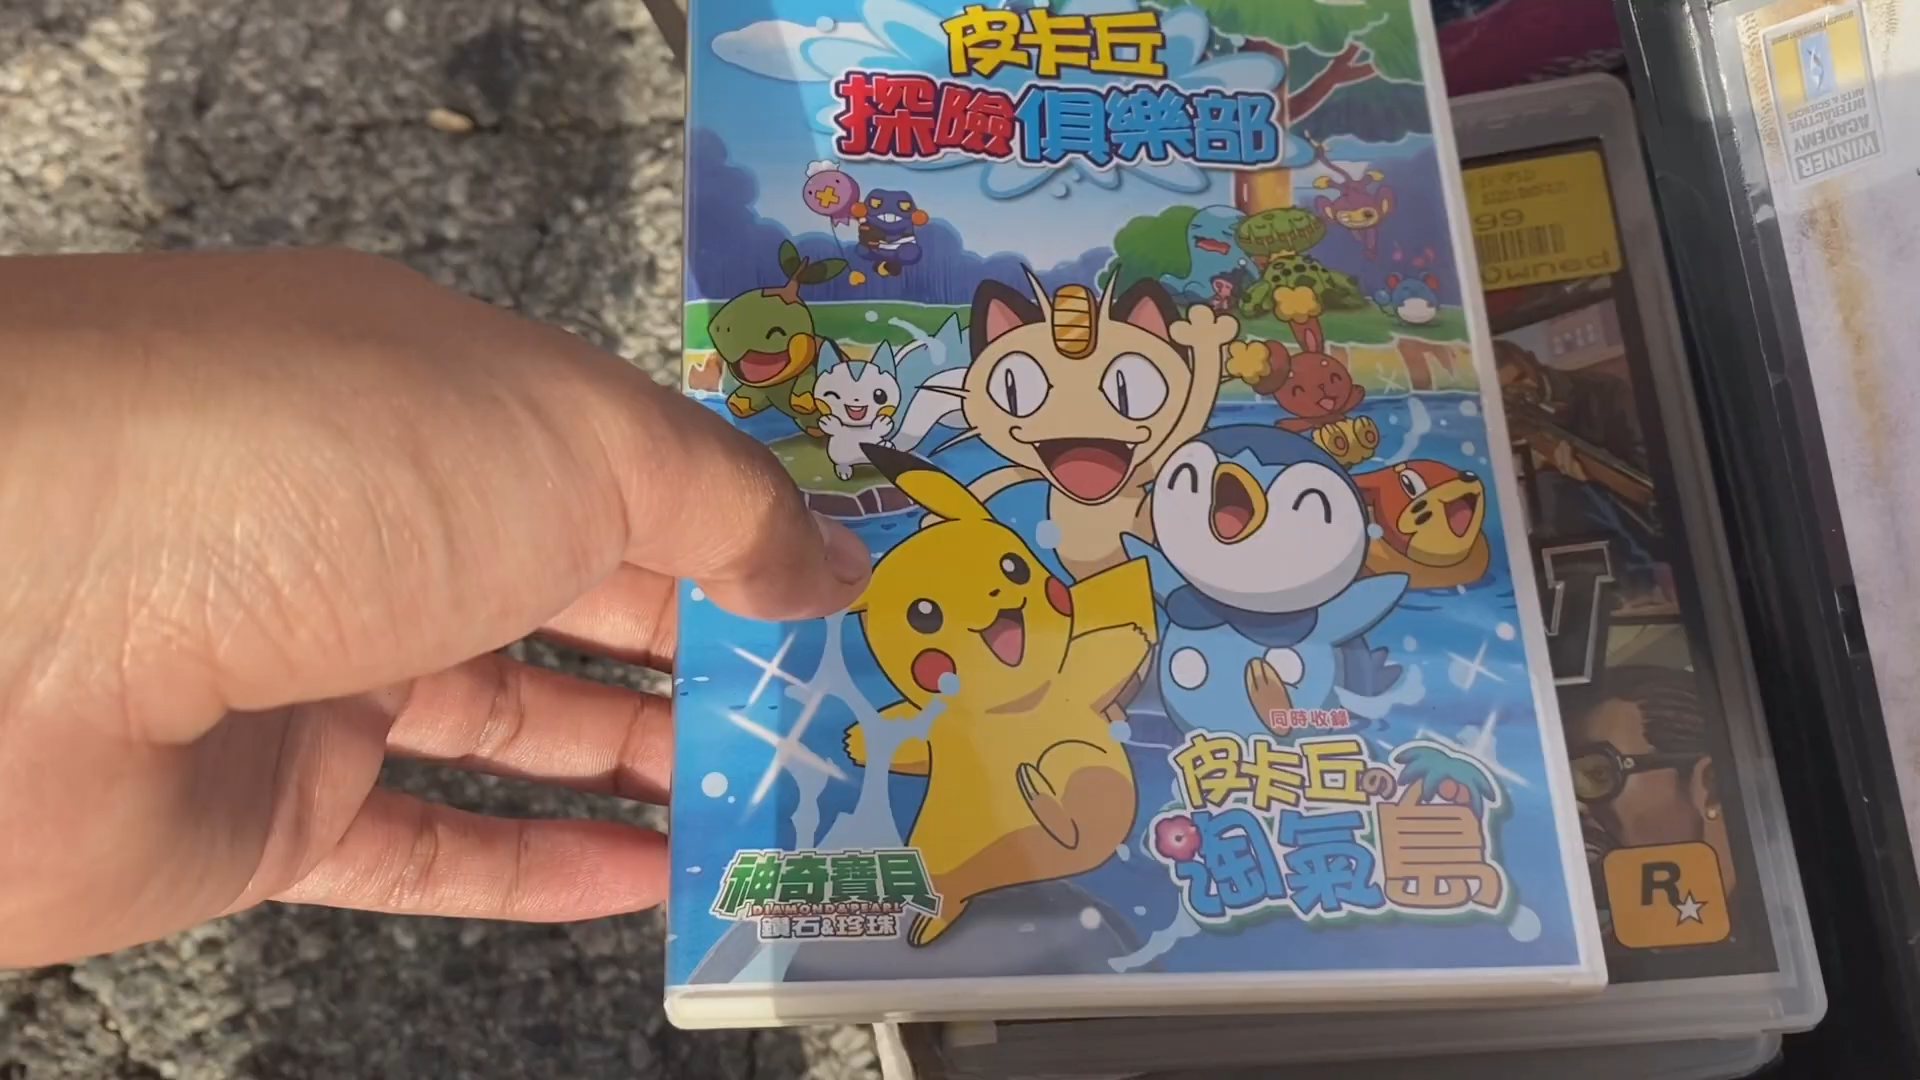 皮卡丘
探險俱樂部
同時收錄
皮卡丘の
淘氣島
神奇寶貝
DIAMOND&PEARL
鑽石&珍珠
99
owned
V
R
WINNER
ACADEMY
INTERACTIVE
ARTS & SCIENCES